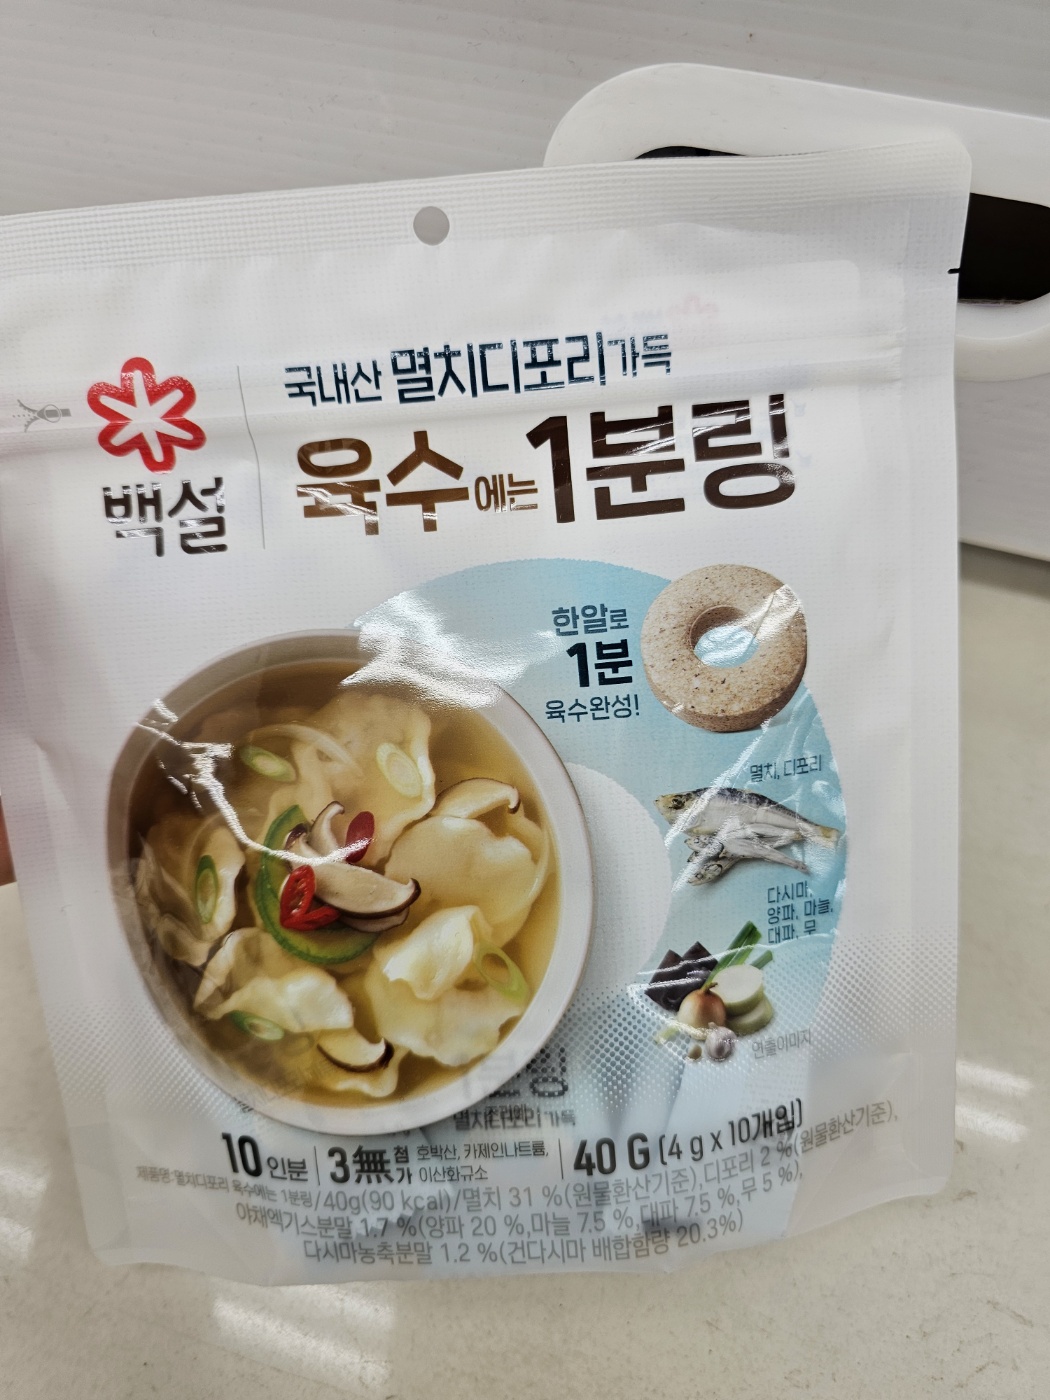 백설
국내산 멸치디포리가득
육수에는1분링
한알로
1분
육수완성!
멸치, 디포리
다시마,
양파, 마늘,
대파, 무
연출이미지
멸치디포리가득
10인분 3無첨가 호박산, 카제인나트륨, 이산화규소 40 G (4 g x 10개입)
제품명:멸치디포리 육수에는 1분링/40g(90 kcal)/멸치 31 %(원물환산기준),디포리 2 %(원물환산기준),
야채엑기스분말 1.7 %(양파 20 %,마늘 7.5 %,대파 7.5 %,무 5 %),
다시마농축분말 1.2 %(건다시마 배합함량 20.3%)